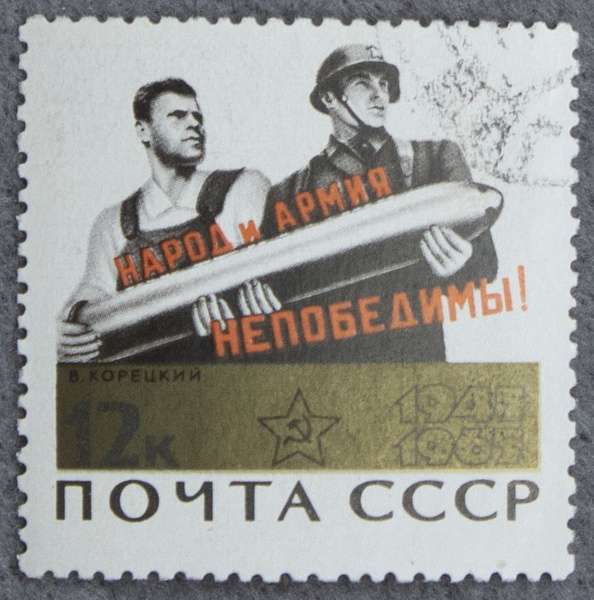 НАРОД И АРМИЯ
НЕПОБЕДИМЫ!
В. КОРЕЦКИЙ
12к
1945
1965
ПОЧТА СССР